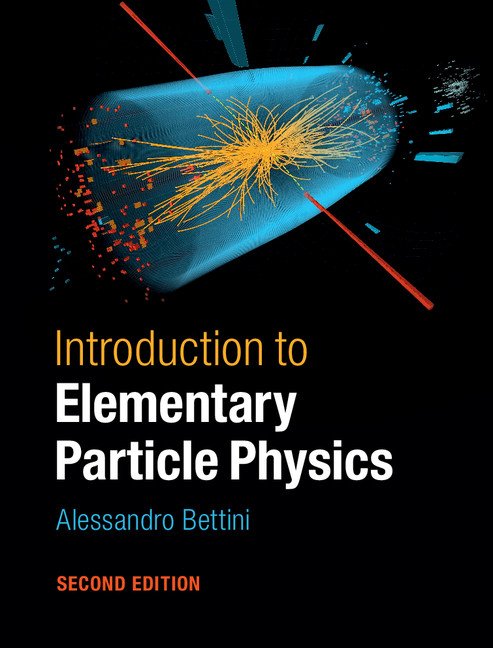 Introduction to
Elementary
Particle Physics
Alessandro Bettini
SECOND EDITION